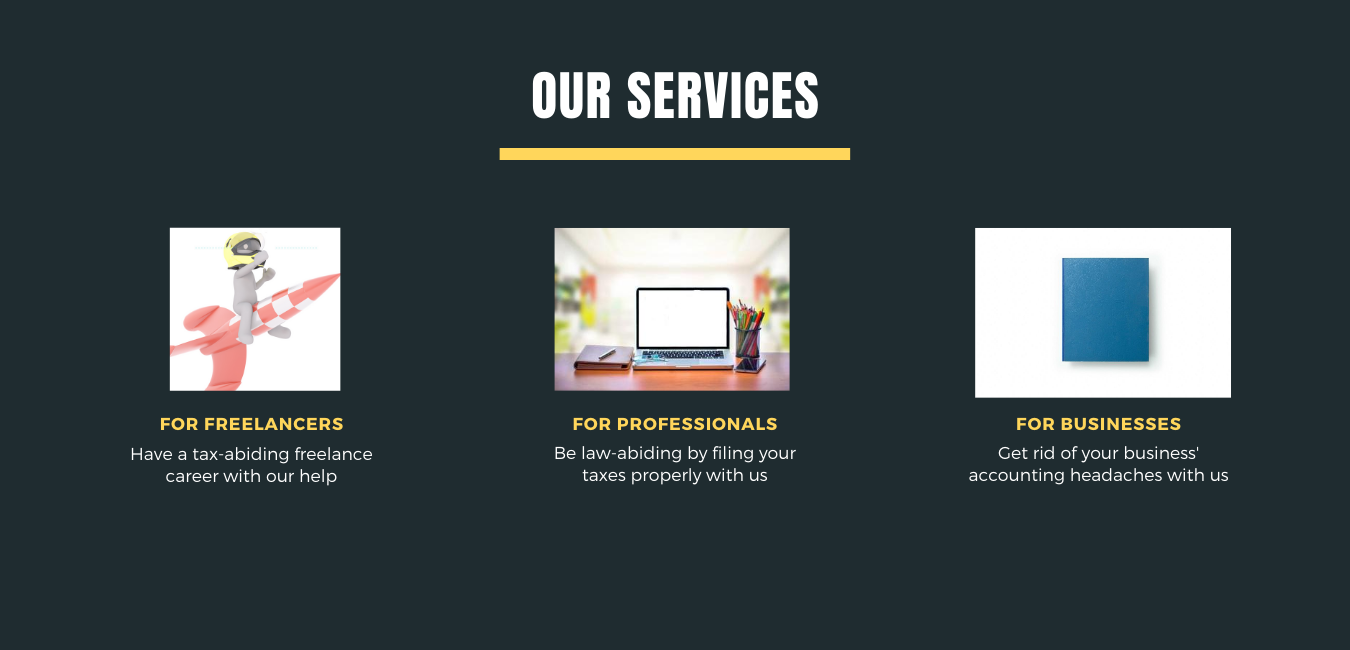 OUR SERVICES
FOR FREELANCERS
Have a tax-abiding freelance
career with our help
FOR PROFESSIONALS
Be law-abiding by filing your
taxes properly with us
FOR BUSINESSES
Get rid of your business'
accounting headaches with us